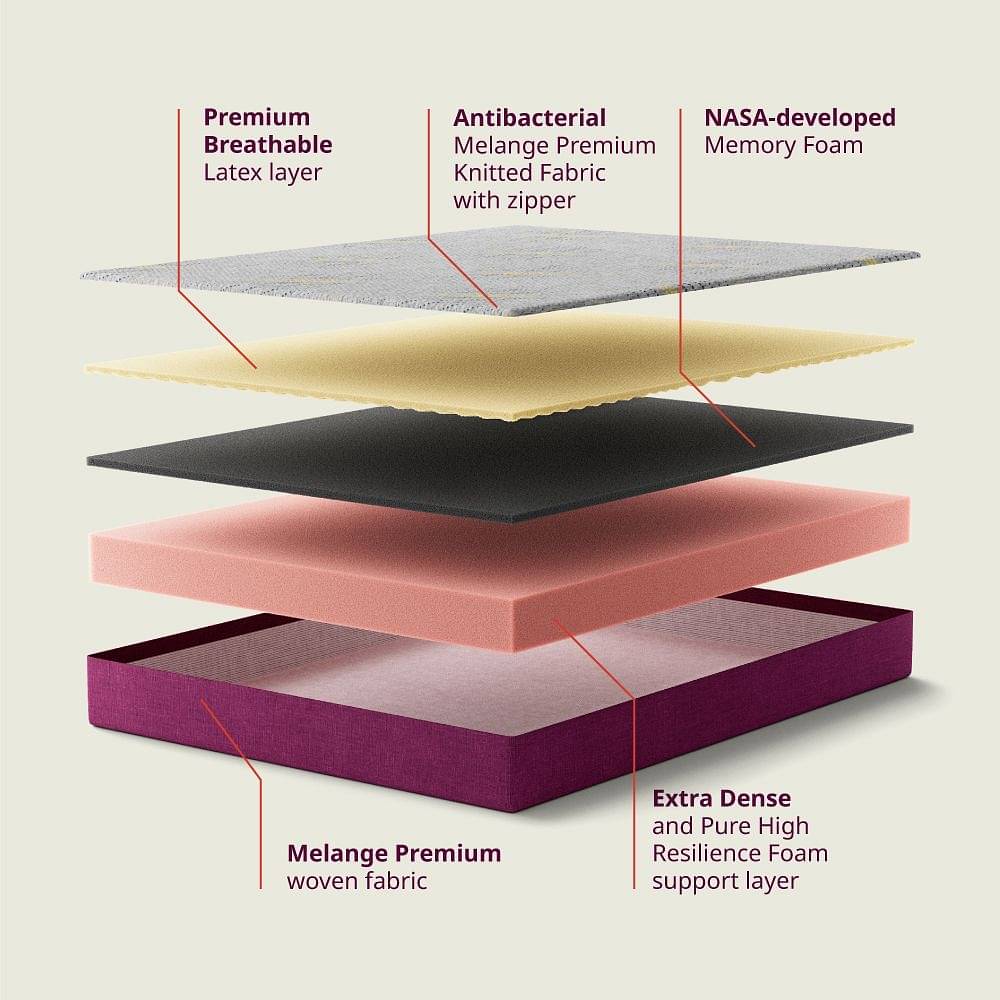 Premium
Breathable
Latex layer
Antibacterial
Melange Premium
Knitted Fabric
with zipper
NASA-developed
Memory Foam
Melange Premium
woven fabric
Extra Dense
and Pure High
Resilience Foam
support layer